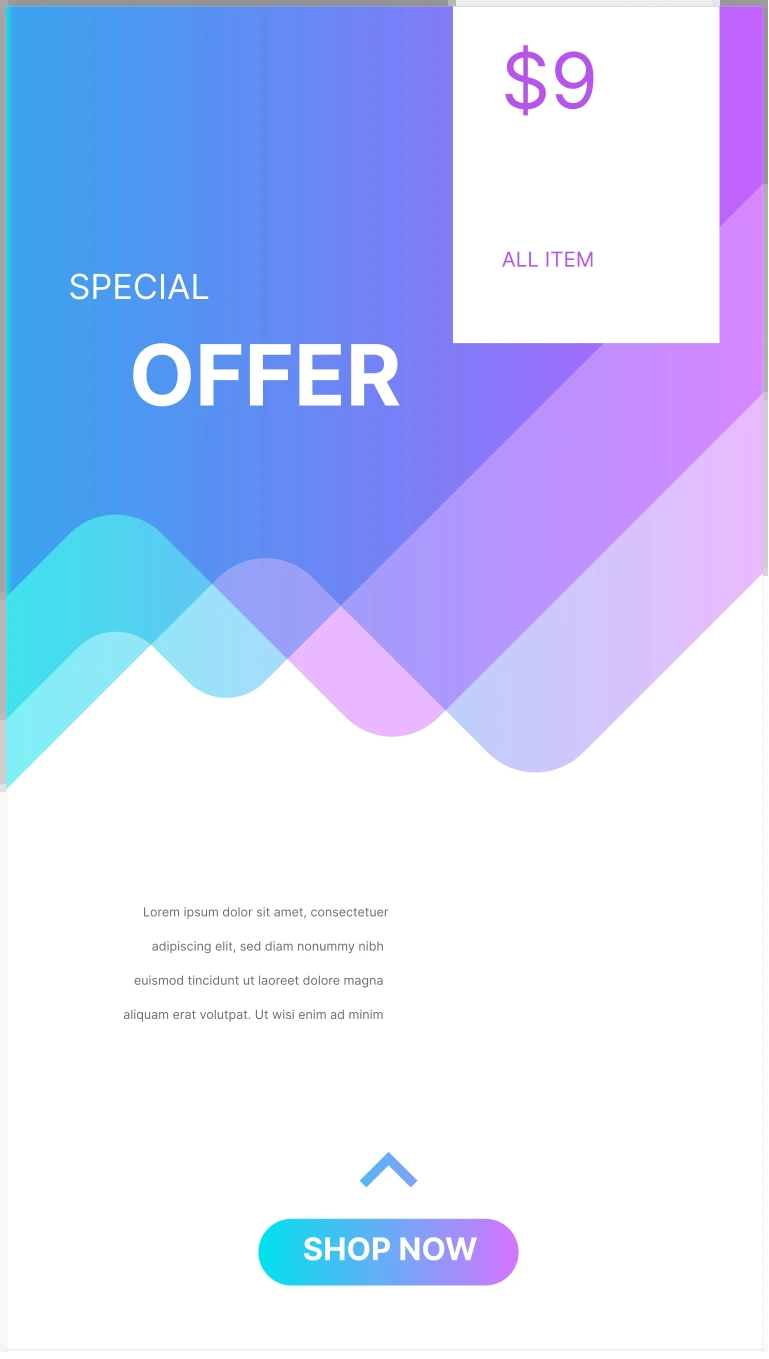 $9
ALL ITEM
SPECIAL
OFFER
Lorem ipsum dolor sit amet, consectetuer
adipiscing elit, sed diam nonummy nibh
euismod tincidunt ut laoreet dolore magna
aliquam erat volutpat. Ut wisi enim ad minim
SHOP NOW